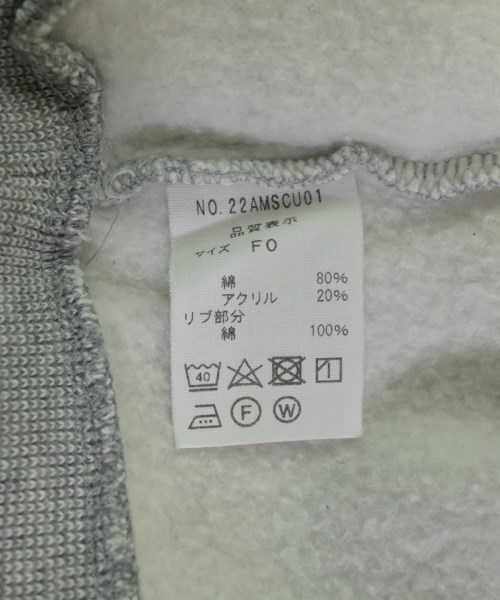 NO. 22AMSCU01
品質表示
サイズ FO
綿 80%
アクリル 20%
リブ部分
綿 100%
40
F W